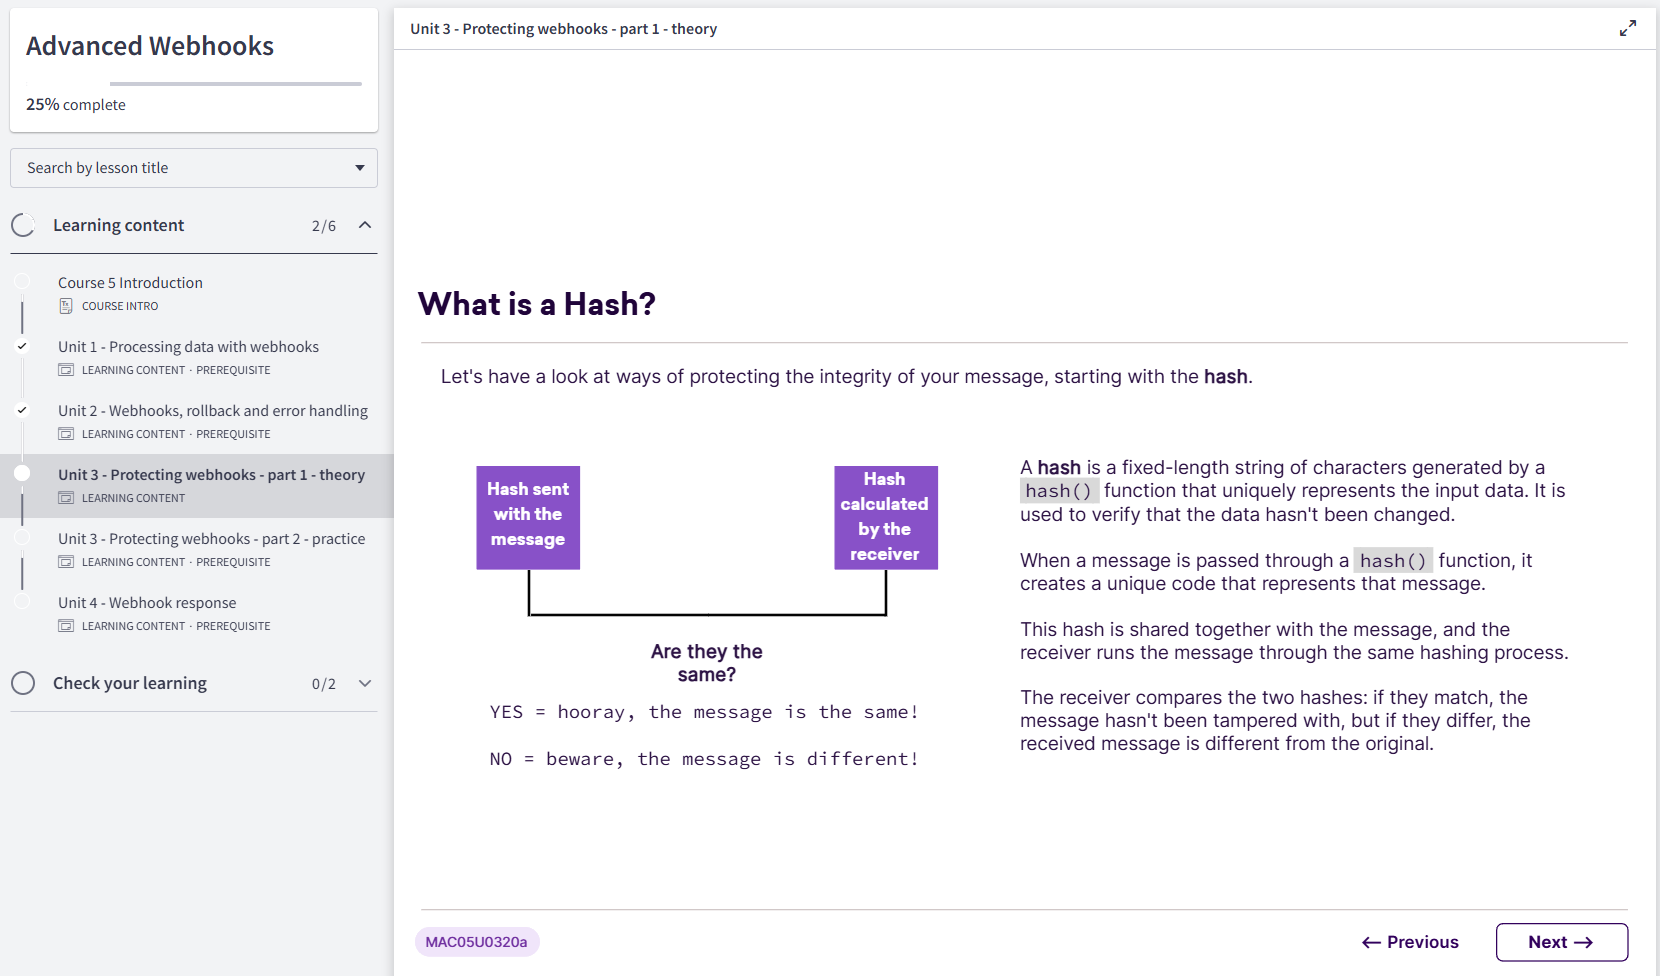 Advanced Webhooks
25% complete
Search by lesson title
Learning content 2/6
Course 5 Introduction
COURSE INTRO
Unit 1 - Processing data with webhooks
LEARNING CONTENT · PREREQUISITE
Unit 2 - Webhooks, rollback and error handling
LEARNING CONTENT · PREREQUISITE
Unit 3 - Protecting webhooks - part 1 - theory
LEARNING CONTENT
Unit 3 - Protecting webhooks - part 2 - practice
LEARNING CONTENT · PREREQUISITE
Unit 4 - Webhook response
LEARNING CONTENT · PREREQUISITE
Check your learning 0/2
Unit 3 - Protecting webhooks - part 1 - theory
What is a Hash?
Let's have a look at ways of protecting the integrity of your message, starting with the hash.
Hash sent
with the
message
Hash
calculated
by the
receiver
Are they the
same?
YES = hooray, the message is the same!
NO = beware, the message is different!
A hash is a fixed-length string of characters generated by a
hash() function that uniquely represents the input data. It is
used to verify that the data hasn't been changed.
When a message is passed through a hash() function, it
creates a unique code that represents that message.
This hash is shared together with the message, and the
receiver runs the message through the same hashing process.
The receiver compares the two hashes: if they match, the
message hasn't been tampered with, but if they differ, the
received message is different from the original.
MAC05U0320a
← Previous
Next →